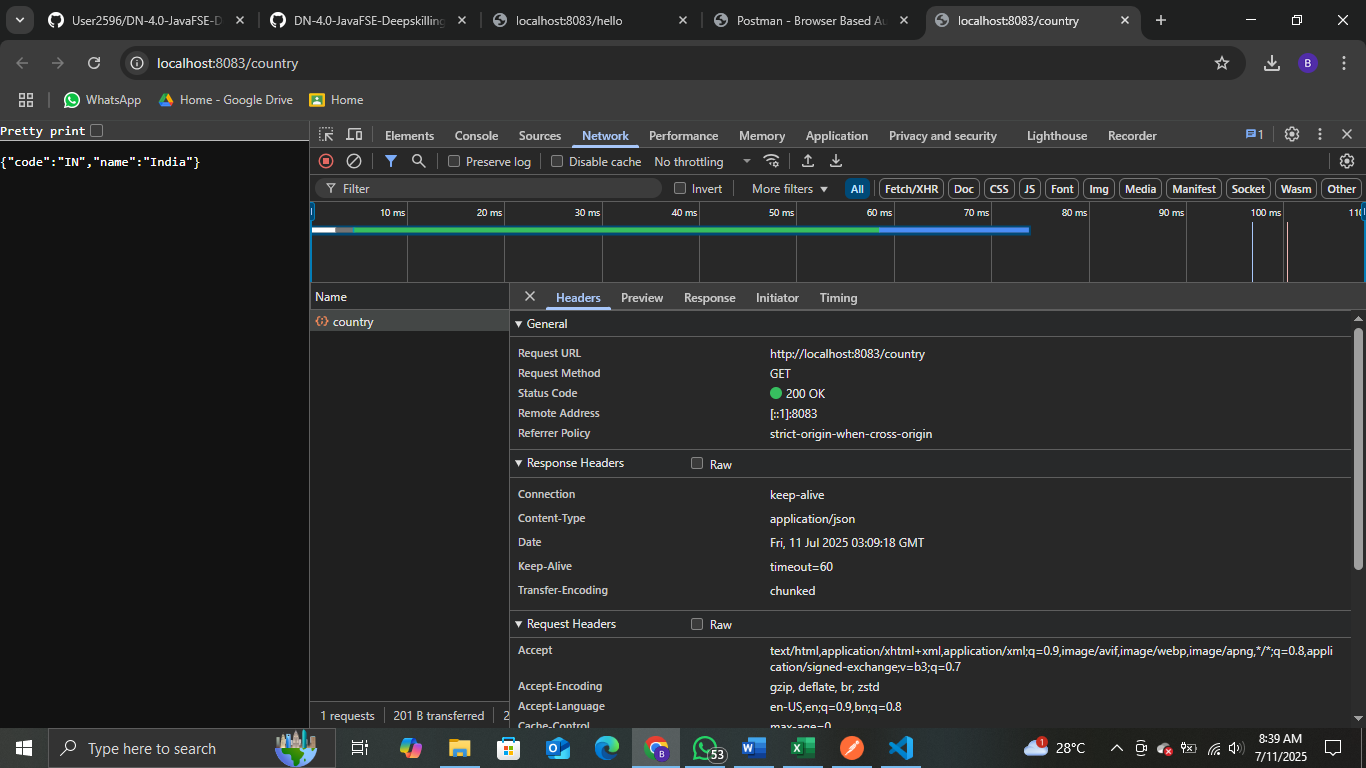 User2596/DN-4.0-JavaFSE-D
DN-4.0-JavaFSE-Deepskilling
localhost:8083/hello
Postman - Browser Based Au
localhost:8083/country
localhost:8083/country
B
WhatsApp
Home - Google Drive
Home
Pretty print
{"code":"IN","name":"India"}
Elements Console Sources Network Performance Memory Application Privacy and security Lighthouse Recorder 1
Preserve log Disable cache No throttling
Filter Invert More filters All Fetch/XHR Doc CSS JS Font Img Media Manifest Socket Wasm Other
10 ms 20 ms 30 ms 40 ms 50 ms 60 ms 70 ms 80 ms 90 ms 100 ms 110
Name
country
Headers Preview Response Initiator Timing
General
Request URL http://localhost:8083/country
Request Method GET
Status Code 200 OK
Remote Address [::1]:8083
Referrer Policy strict-origin-when-cross-origin
Response Headers Raw
Connection keep-alive
Content-Type application/json
Date Fri, 11 Jul 2025 03:09:18 GMT
Keep-Alive timeout=60
Transfer-Encoding chunked
Request Headers Raw
Accept text/html,application/xhtml+xml,application/xml;q=0.9,image/avif,image/webp,image/apng,*/*;q=0.8,appli
cation/signed-exchange;v=b3;q=0.7
Accept-Encoding gzip, deflate, br, zstd
Accept-Language en-US,en;q=0.9,bn;q=0.8
Cache-Control max-age=0
1 requests 201 B transferred 2
Type here to search
B
53
1
28°C
8:39 AM
7/11/2025